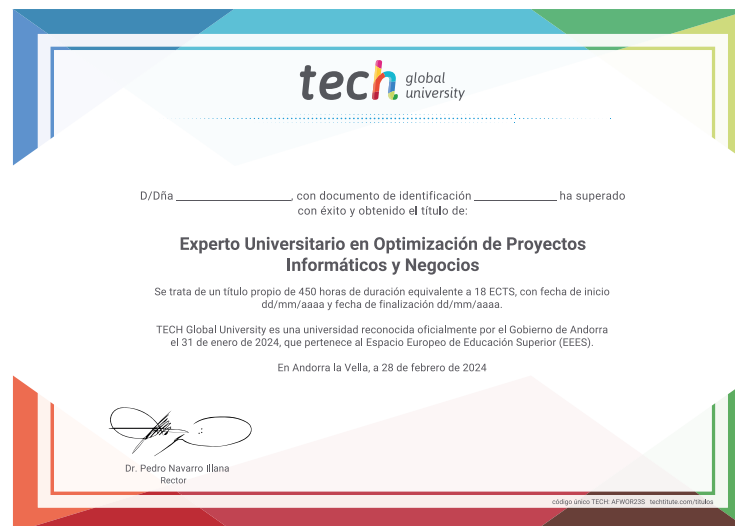 tech global
university
D/Dña ____________, con documento de identificación ____________ ha superado
con éxito y obtenido el título de:
Experto Universitario en Optimización de Proyectos
Informáticos y Negocios
Se trata de un título propio de 450 horas de duración equivalente a 18 ECTS, con fecha de inicio
dd/mm/aaaa y fecha de finalización dd/mm/aaaa.
TECH Global University es una universidad reconocida oficialmente por el Gobierno de Andorra
el 31 de enero de 2024, que pertenece al Espacio Europeo de Educación Superior (EEES).
En Andorra la Vella, a 28 de febrero de 2024
Dr. Pedro Navarro Illana
Rector
código único TECH: AFWOR23S techtitute.com/titulos